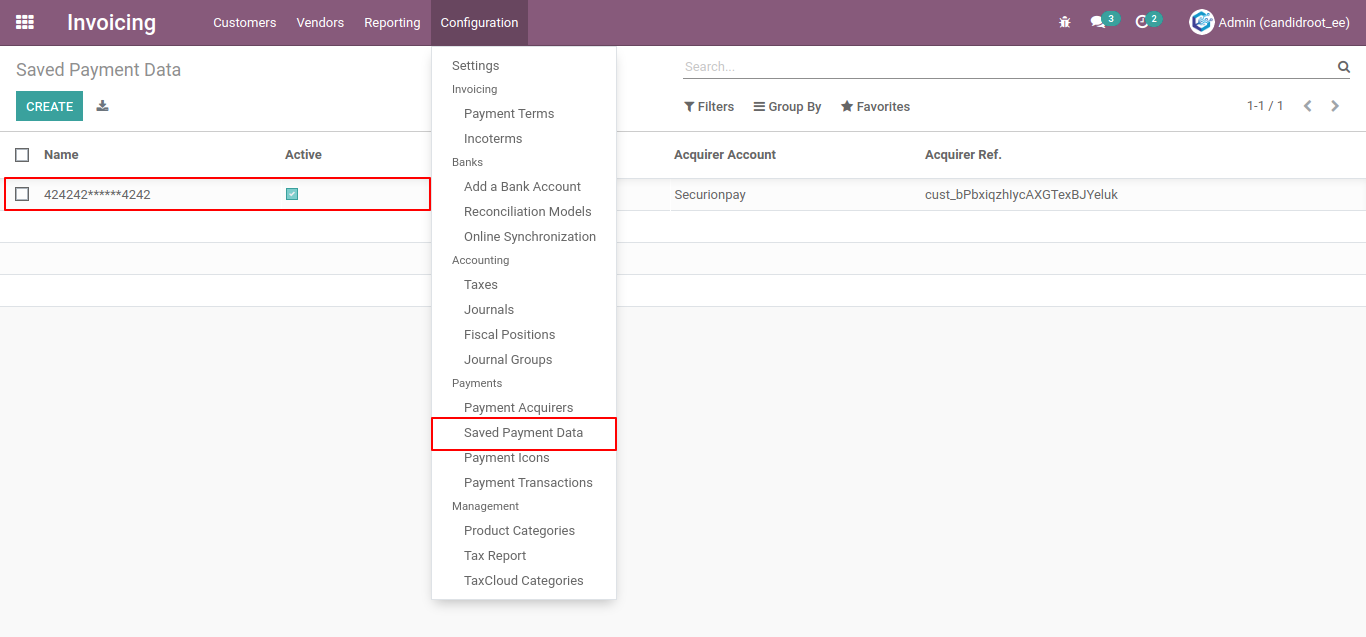 Invoicing Customers Vendors Reporting Configuration 3 2 Admin (candidroot_ee)
Saved Payment Data
Search...
CREATE
Filters Group By Favorites 1-1 / 1
Name Active Acquirer Account Acquirer Ref.
424242******4242 Securionpay cust_bPbxiqzhIycAXGTexBJYeluk
Settings
Invoicing
Payment Terms
Incoterms
Banks
Add a Bank Account
Reconciliation Models
Online Synchronization
Accounting
Taxes
Journals
Fiscal Positions
Journal Groups
Payments
Payment Acquirers
Saved Payment Data
Payment Icons
Payment Transactions
Management
Product Categories
Tax Report
TaxCloud Categories